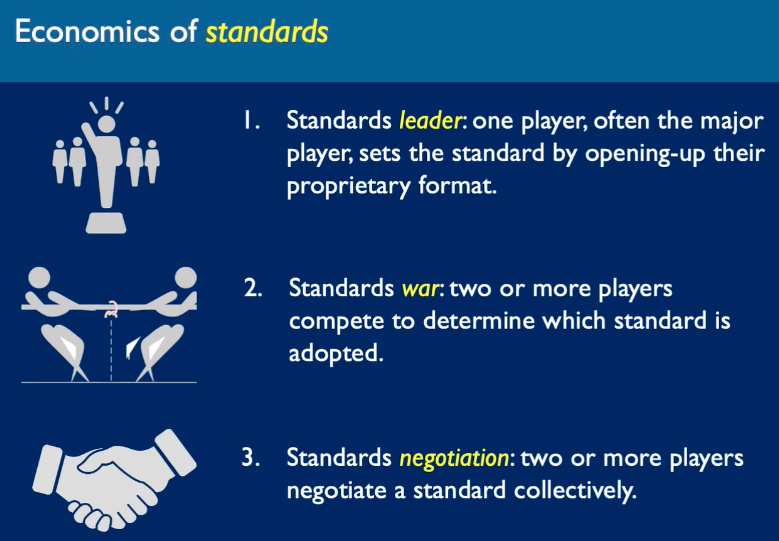 Economics of standards
1. Standards leader: one player, often the major
player, sets the standard by opening-up their
proprietary format.
2. Standards war: two or more players
compete to determine which standard is
adopted.
3. Standards negotiation: two or more players
negotiate a standard collectively.